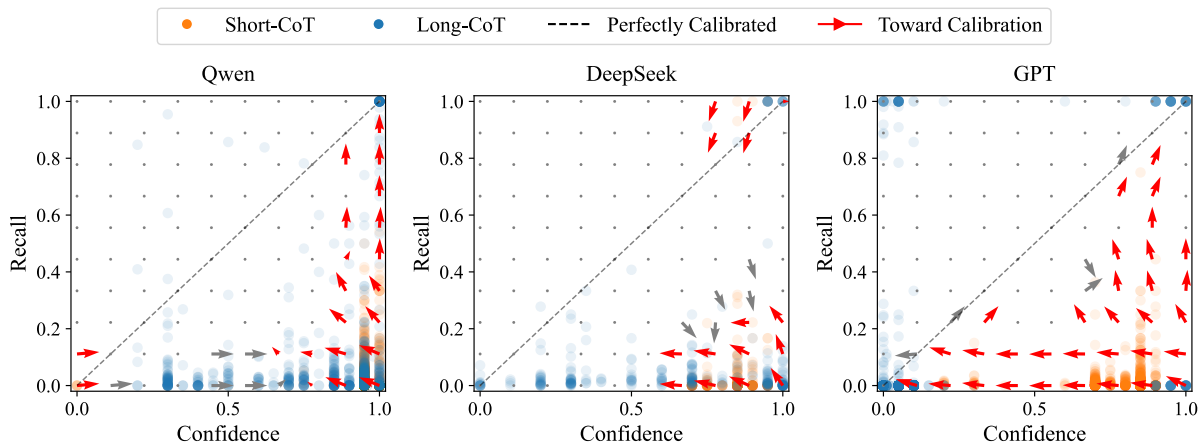 Short-CoT Long-CoT Perfectly Calibrated Toward Calibration
Qwen DeepSeek GPT
1.0 1.0 1.0
0.8 0.8 0.8
0.6 0.6 0.6
0.4 0.4 0.4
0.2 0.2 0.2
0.0 0.0 0.0
Recall Recall Recall
0.0 0.5 1.0 0.0 0.5 1.0 0.0 0.5 1.0
Confidence Confidence Confidence